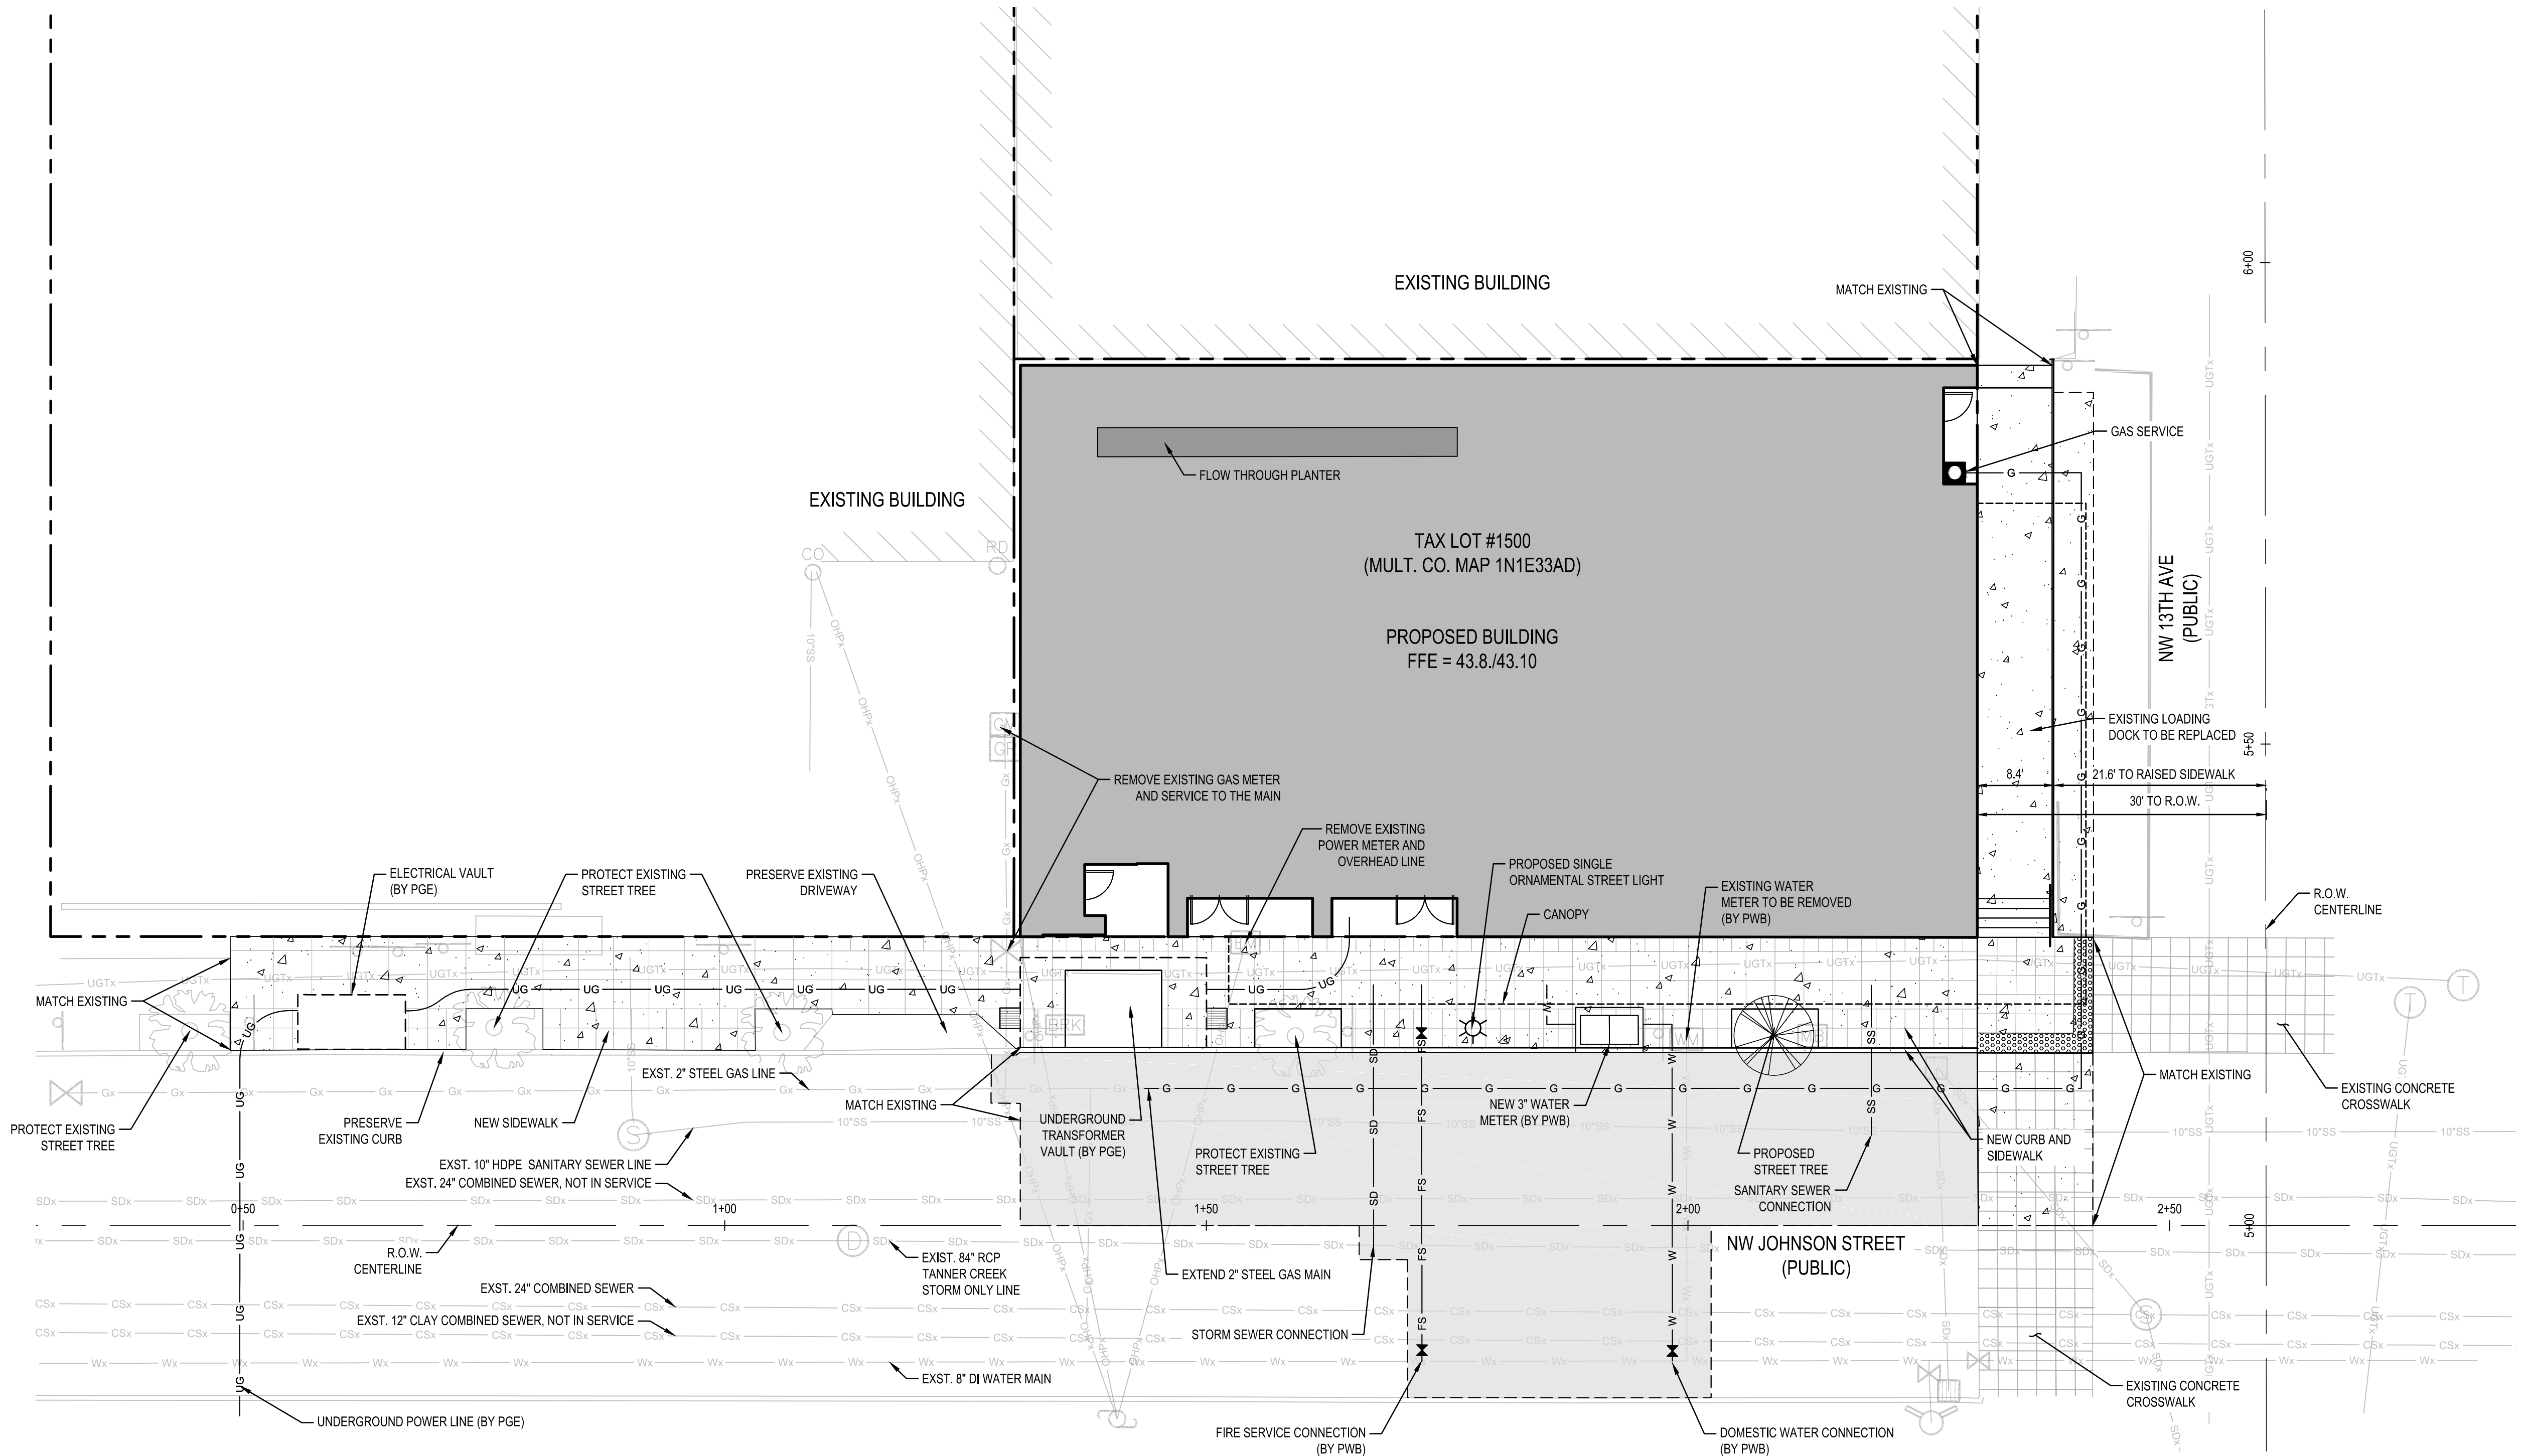 EXISTING BUILDING
MATCH EXISTING
6+00
GAS SERVICE
FLOW THROUGH PLANTER
EXISTING BUILDING
CO
RD
TAX LOT #1500
(MULT. CO. MAP 1N1E33AD)
PROPOSED BUILDING
FFE = 43.8./43.10
NW 13TH AVE
(PUBLIC)
EXISTING LOADING
DOCK TO BE REPLACED
5+50
8.4'
21.6' TO RAISED SIDEWALK
30' TO R.O.W.
REMOVE EXISTING GAS METER
AND SERVICE TO THE MAIN
REMOVE EXISTING
POWER METER AND
OVERHEAD LINE
PROPOSED SINGLE
ORNAMENTAL STREET LIGHT
CANOPY
EXISTING WATER
METER TO BE REMOVED
(BY PWB)
R.O.W.
CENTERLINE
ELECTRICAL VAULT
(BY PGE)
PROTECT EXISTING
STREET TREE
PRESERVE EXISTING
DRIVEWAY
MATCH EXISTING
PROTECT EXISTING
STREET TREE
PRESERVE
EXISTING CURB
NEW SIDEWALK
EXST. 2" STEEL GAS LINE
MATCH EXISTING
UNDERGROUND
TRANSFORMER
VAULT (BY PGE)
PROTECT EXISTING
STREET TREE
NEW 3" WATER
METER (BY PWB)
PROPOSED
STREET TREE
SANITARY SEWER
CONNECTION
NEW CURB AND
SIDEWALK
MATCH EXISTING
EXISTING CONCRETE
CROSSWALK
EXST. 10" HDPE SANITARY SEWER LINE
EXST. 24" COMBINED SEWER, NOT IN SERVICE
0+50
1+00
1+50
2+00
2+50
5+00
R.O.W.
CENTERLINE
EXIST. 84" RCP
TANNER CREEK
STORM ONLY LINE
EXTEND 2" STEEL GAS MAIN
NW JOHNSON STREET
(PUBLIC)
EXST. 24" COMBINED SEWER
EXST. 12" CLAY COMBINED SEWER, NOT IN SERVICE
STORM SEWER CONNECTION
EXST. 8" DI WATER MAIN
UNDERGROUND POWER LINE (BY PGE)
FIRE SERVICE CONNECTION
(BY PWB)
DOMESTIC WATER CONNECTION
(BY PWB)
EXISTING CONCRETE
CROSSWALK